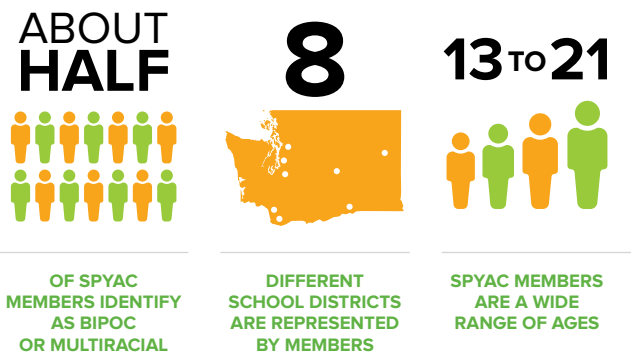 ABOUT
HALF
OF SPYAC
MEMBERS IDENTIFY
AS BIPOC
OR MULTIRACIAL
8
DIFFERENT
SCHOOL DISTRICTS
ARE REPRESENTED
BY MEMBERS
13 TO 21
SPYAC MEMBERS
ARE A WIDE
RANGE OF AGES